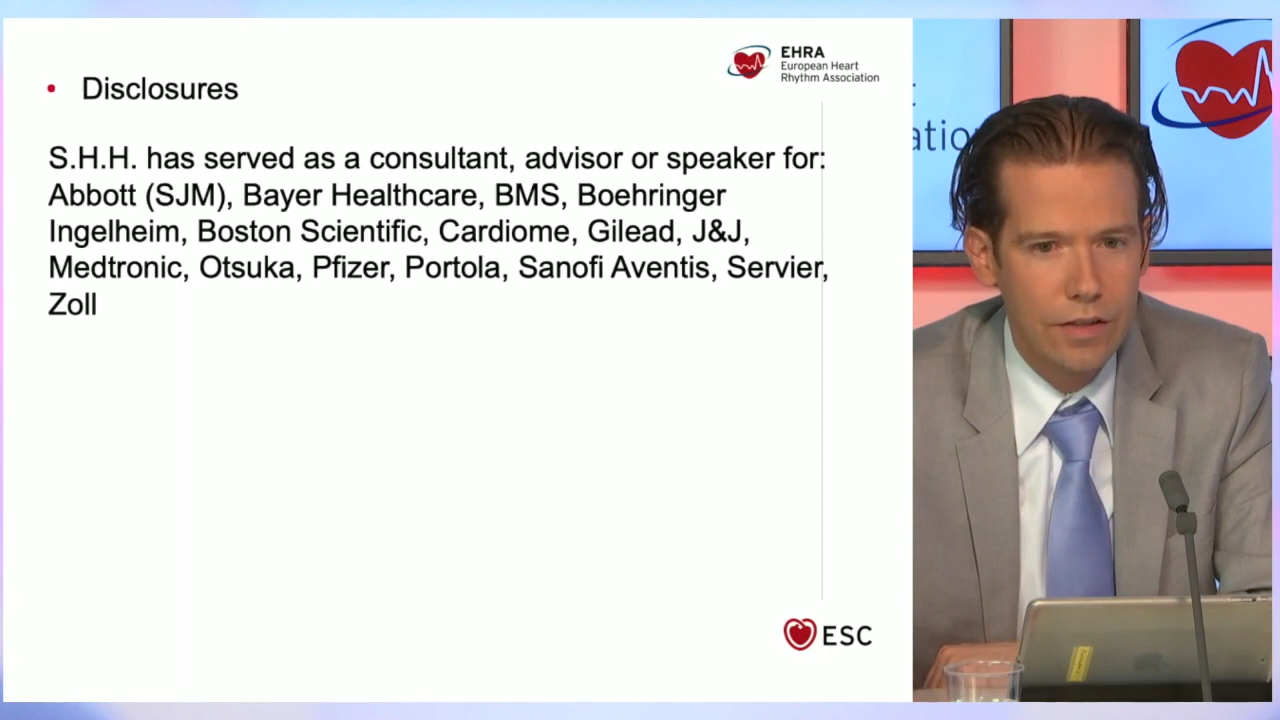 EHRA
European Heart
Rhythm Association
• Disclosures
S.H.H. has served as a consultant, advisor or speaker for:
Abbott (SJM), Bayer Healthcare, BMS, Boehringer
Ingelheim, Boston Scientific, Cardiome, Gilead, J&J,
Medtronic, Otsuka, Pfizer, Portola, Sanofi Aventis, Servier,
Zoll
ESC